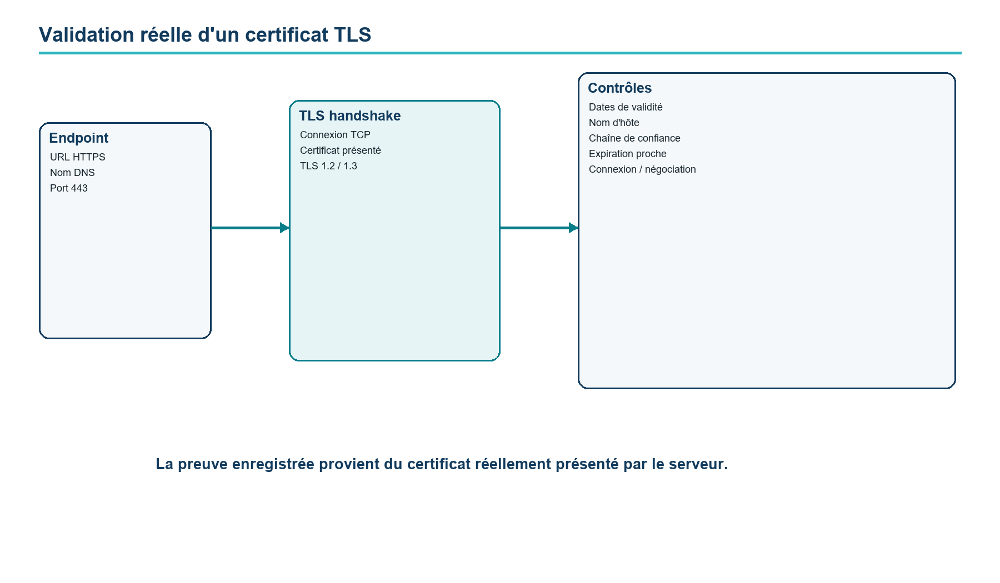 Validation réelle d'un certificat TLS
Endpoint
URL HTTPS
Nom DNS
Port 443
TLS handshake
Connexion TCP
Certificat présenté
TLS 1.2 / 1.3
Contrôles
Dates de validité
Nom d'hôte
Chaîne de confiance
Expiration proche
Connexion / négociation
La preuve enregistrée provient du certificat réellement présenté par le serveur.